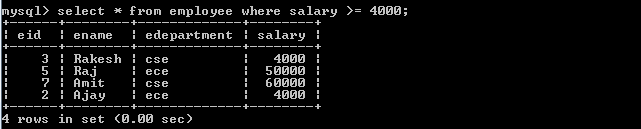 mysql> select * from employee where salary >= 4000;
+------+--------+-------------+--------+
| eid | ename | edepartment | salary |
+------+--------+-------------+--------+
| 3 | Rakesh | cse | 4000 |
| 5 | Raj | ece | 50000 |
| 7 | Amit | cse | 60000 |
| 2 | Ajay | ece | 4000 |
+------+--------+-------------+--------+
4 rows in set (0.00 sec)